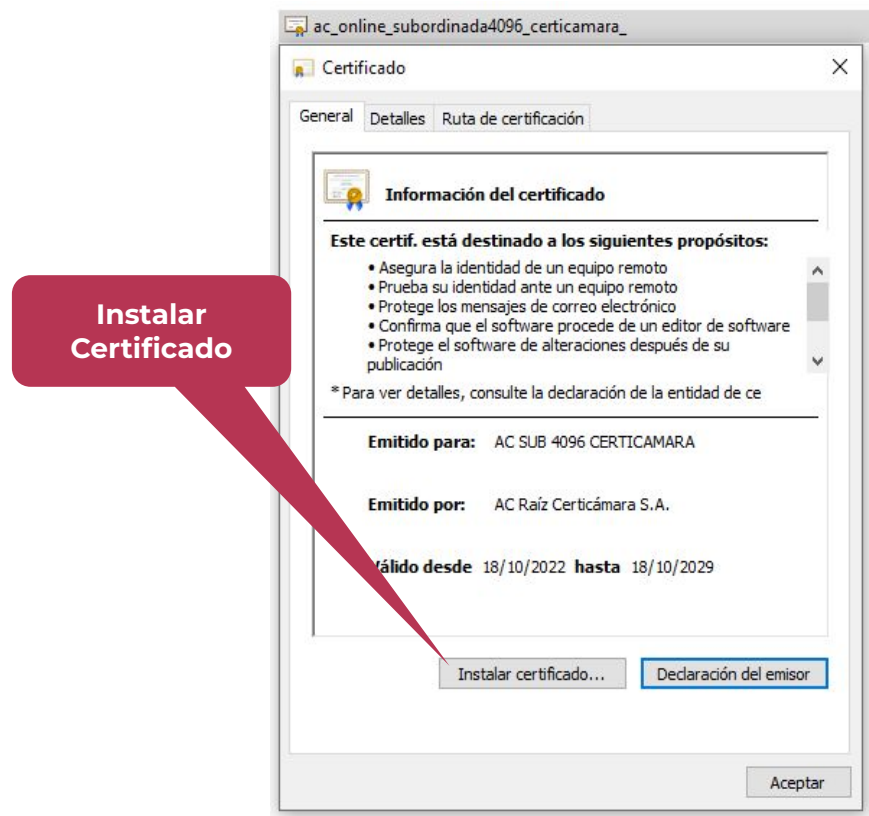 ac_online_subordinada4096_certicamara_
Certificado
General Detalles Ruta de certificación
Información del certificado
Este certif. está destinado a los siguientes propósitos:
• Asegura la identidad de un equipo remoto
• Prueba su identidad ante un equipo remoto
• Protege los mensajes de correo electrónico
• Confirma que el software procede de un editor de software
• Protege el software de alteraciones después de su
publicación
* Para ver detalles, consulte la declaración de la entidad de ce
Instalar
Certificado
Emitido para: AC SUB 4096 CERTICAMARA
Emitido por: AC Raíz Certicámara S.A.
Válido desde 18/10/2022 hasta 18/10/2029
Instalar certificado... Declaración del emisor
Aceptar